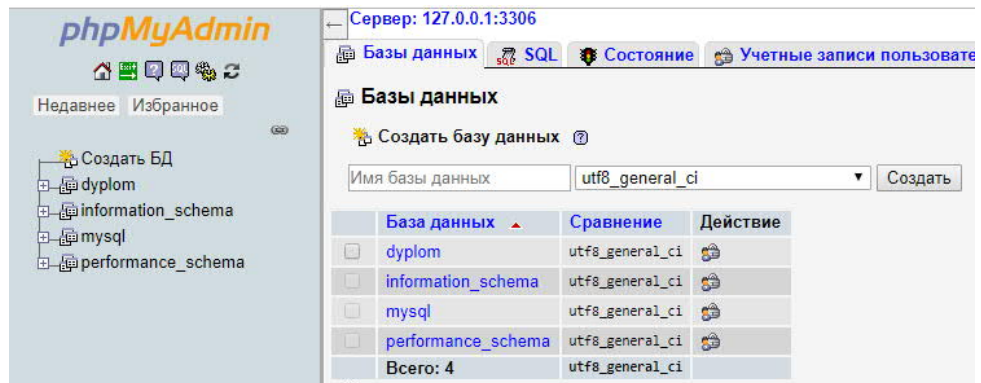 phpMyAdmin
Недавнее Избранное
Создать БД
dyplom
information_schema
mysql
performance_schema
Сервер: 127.0.0.1:3306
Базы данных SQL Состояние Учетные записи пользовате
Базы данных
Создать базу данных
Имя базы данных utf8_general_ci Создать
База данных Сравнение Действие
dyplom utf8_general_ci
information_schema utf8_general_ci
mysql utf8_general_ci
performance_schema utf8_general_ci
Всего: 4 utf8_general_ci